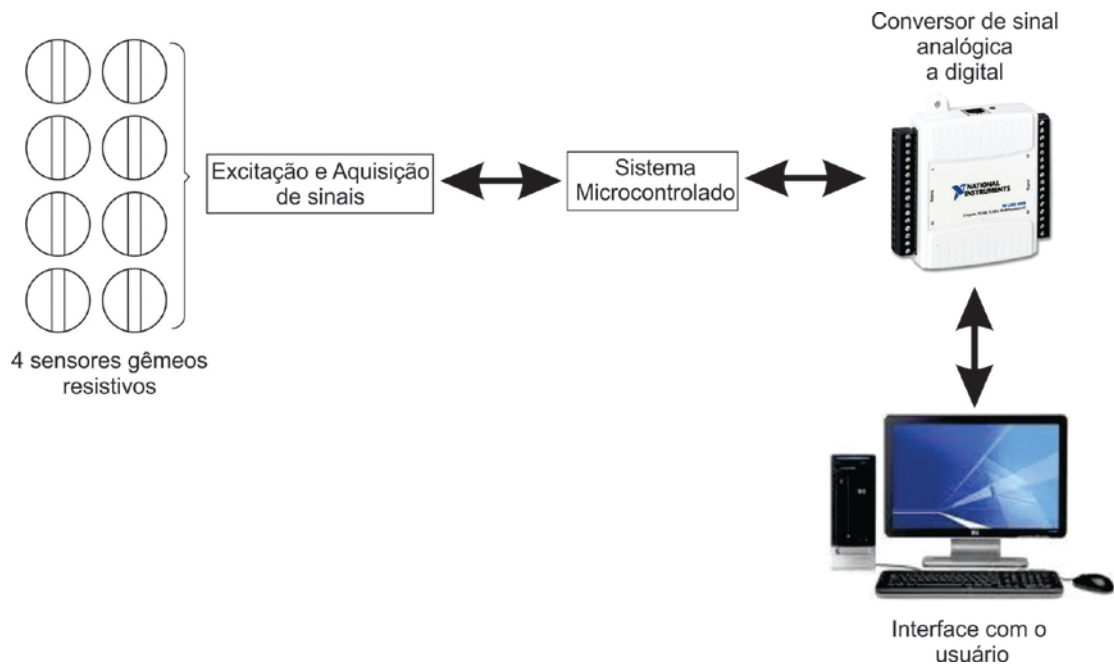 Conversor de sinal
analógica
a digital
Excitação e Aquisição
de sinais
Sistema
Microcontrolado
NATIONAL
INSTRUMENTS
4 sensores gêmeos
resistivos
Interface com o
usuário